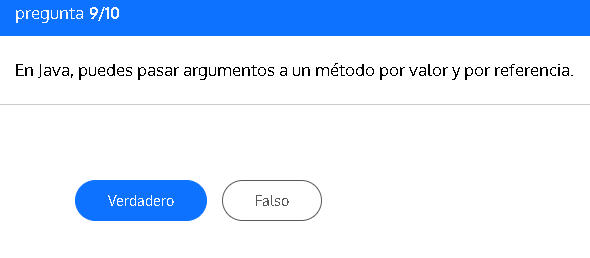 pregunta 9/10
En Java, puedes pasar argumentos a un método por valor y por referencia.
Verdadero
Falso